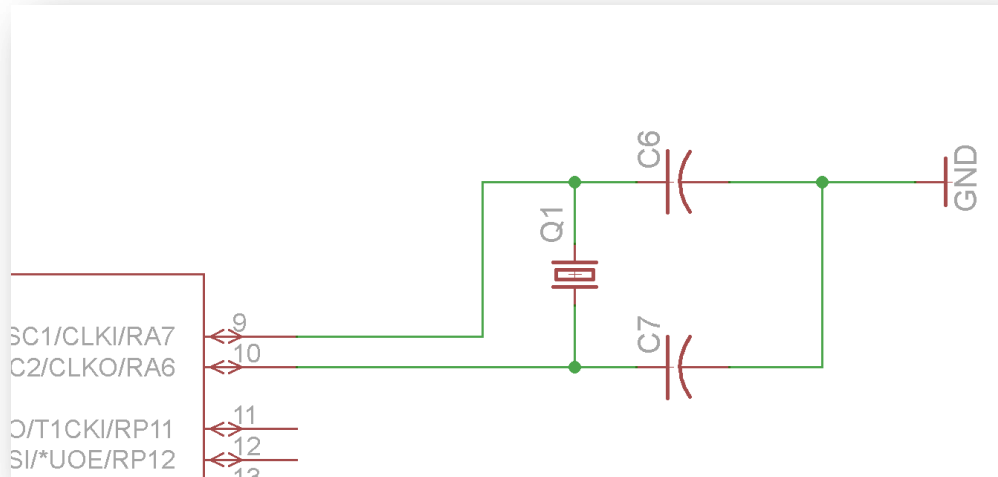 C6
GND
Q1
C7
SC1/CLKI/RA7 9
C2/CLKO/RA6 10
O/T1CKI/RP11 11
SI/*UOE/RP12 12
13